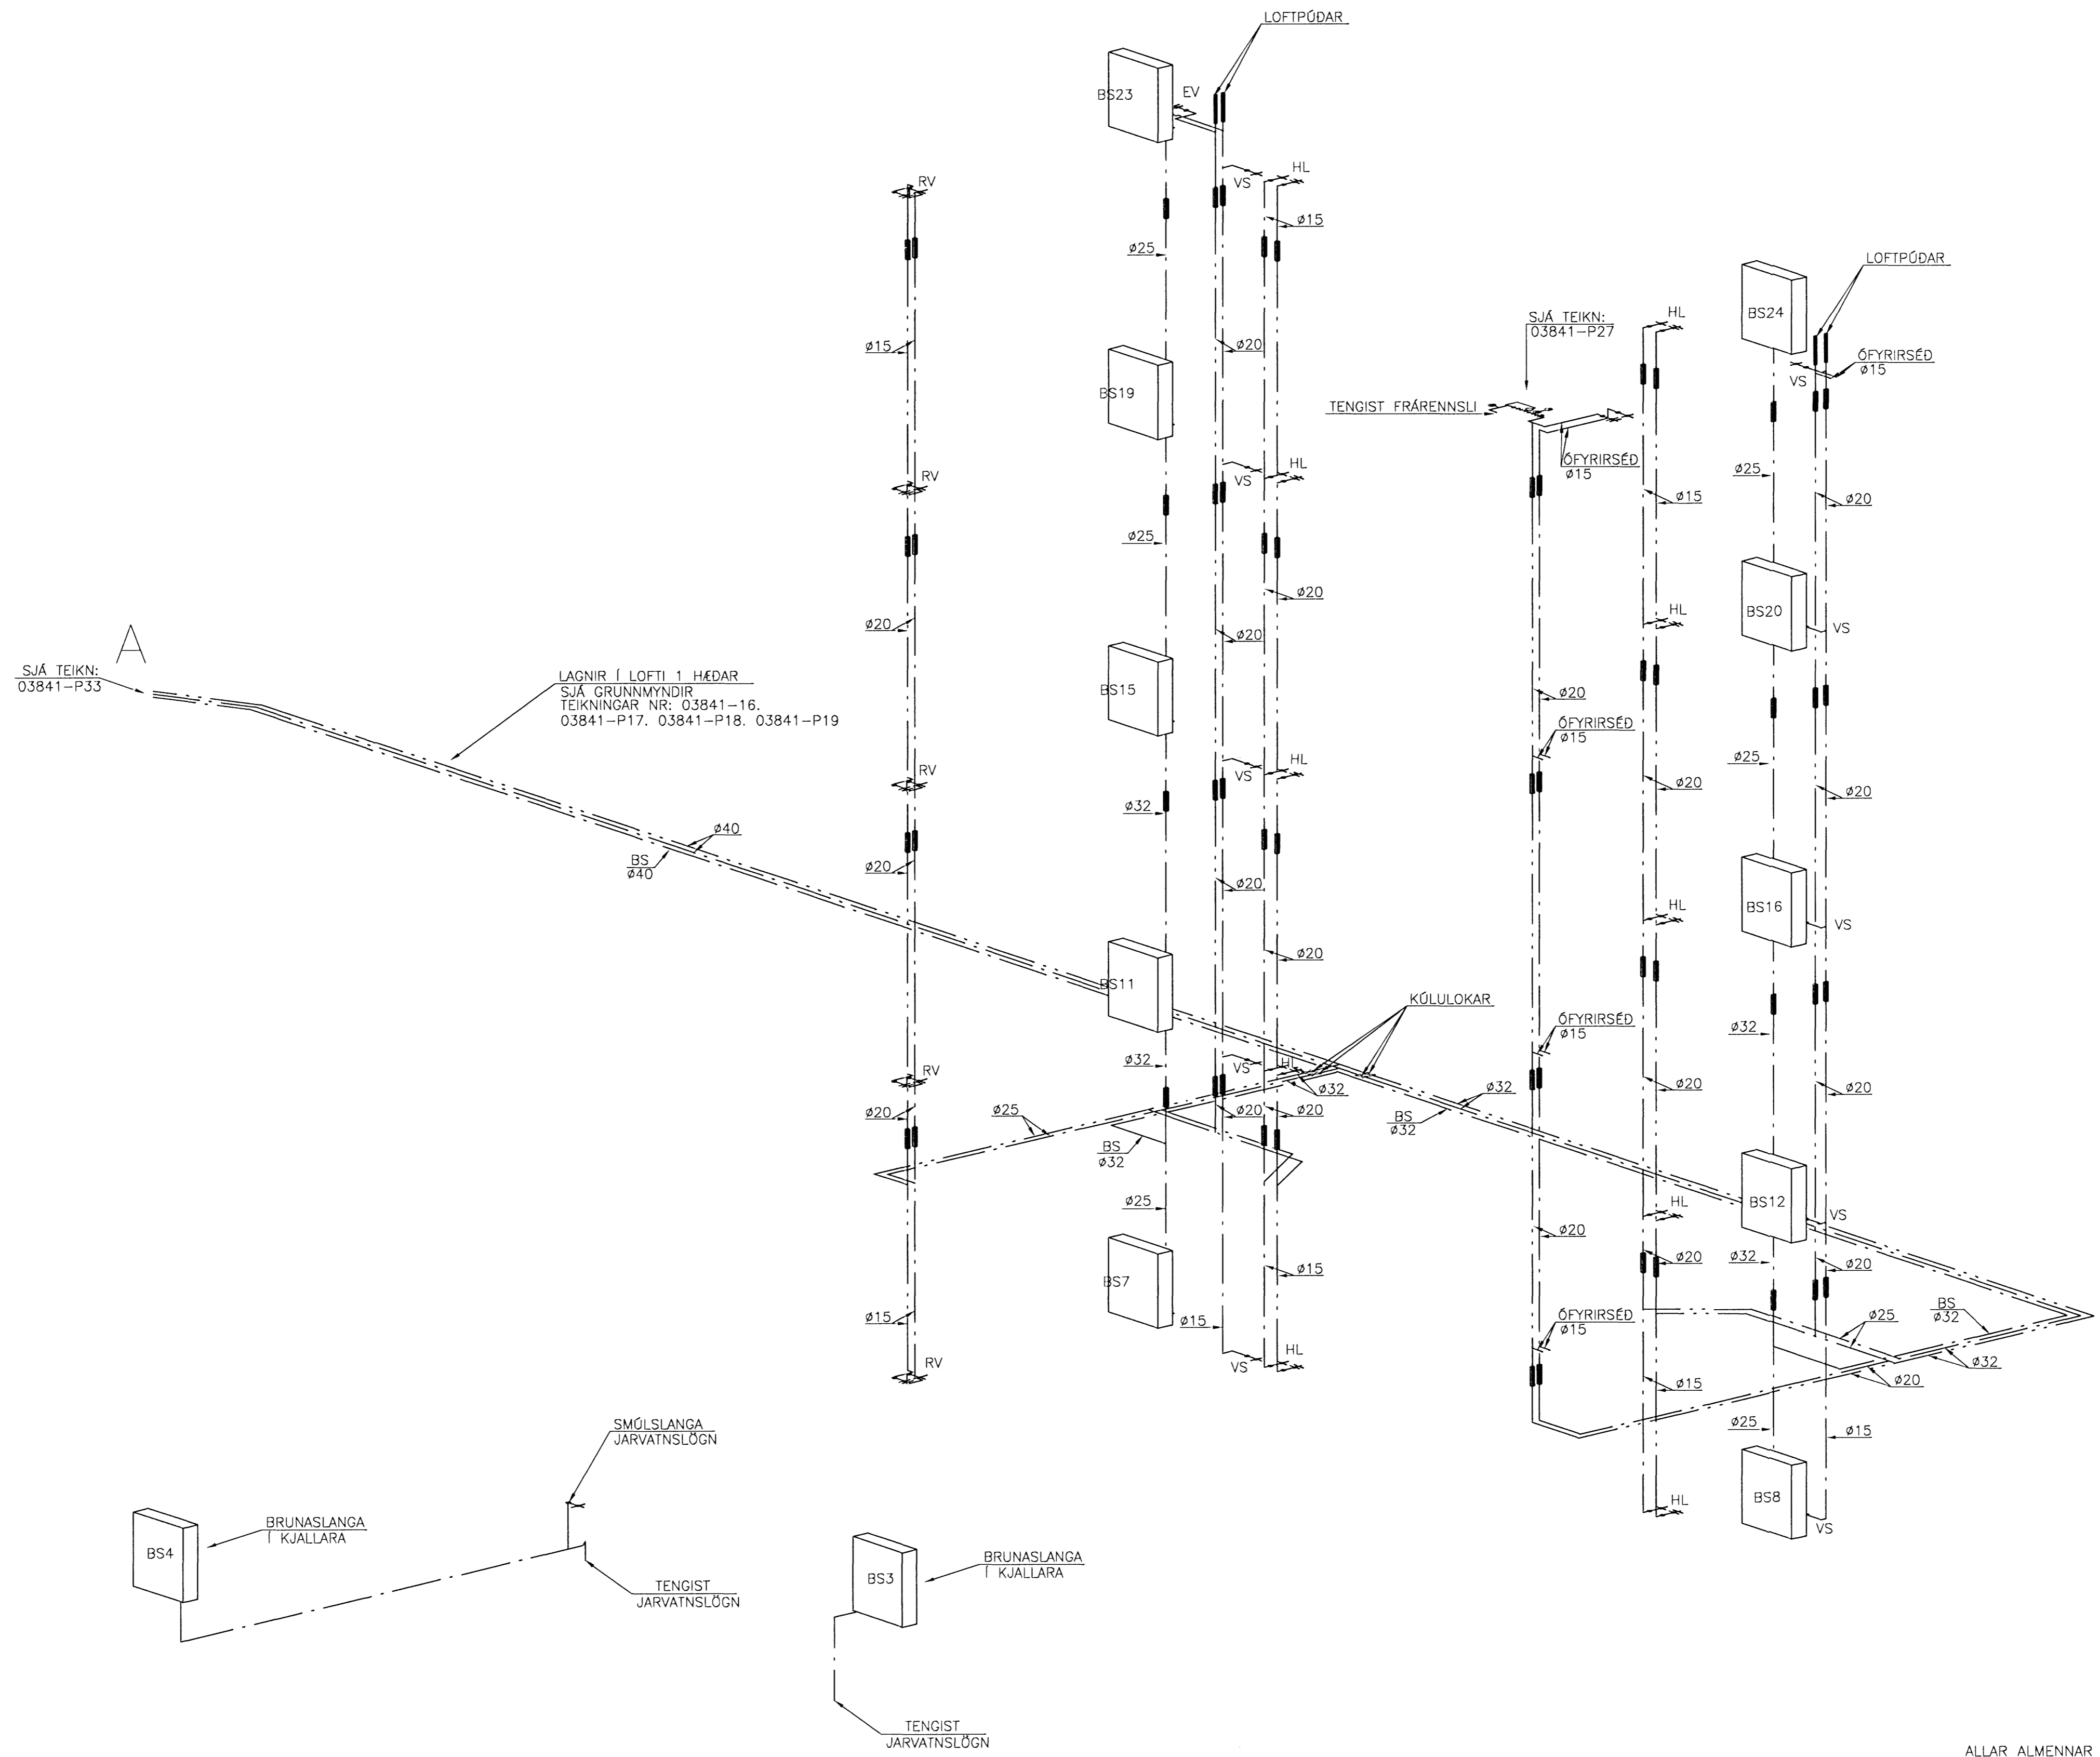 LOFTPÚÐAR
BS23
EV
VS
HL
RV
ø15
ø25
LOFTPÚÐAR
BS24
SJÁ TEIKN:
03841-P27
HL
ø15
ø20
BS19
ÓFYRIRSÉÐ
ø15
VS
TENGIST FRÁRENNSLI
ÓFYRIRSÉÐ
ø15
RV
VS
HL
ø25
ø15
ø20
ø25
ø20
ø20
RV
ø20
BS20
HL
VS
A
SJÁ TEIKN:
03841-P33
LAGNIR Í LOFTI 1 HÆÐAR
SJÁ GRUNNMYNDIR
TEIKNINGAR NR: 03841-16.
03841-P17. 03841-P18. 03841-P19
BS15
ø20
ÓFYRIRSÉÐ
ø15
RV
VS
HL
ø25
ø20
ø20
ø32
ø40
BS
ø40
ø20
ø20
BS16
HL
VS
ø20
BS11
KÚLULOKAR
ÓFYRIRSÉÐ
ø15
ø32
RV
ø32
VS
HL
ø32
ø32
BS
ø32
ø20
ø20
ø20
ø25
ø20
ø20
BS
ø32
ø25
BS12
HL
VS
ø20
ø20
ø32
ø20
BS7
ø15
ø15
ø15
ÓFYRIRSÉÐ
ø15
ø25
BS
ø32
RV
VS
HL
ø32
ø20
ø15
ø25
ø15
SMÚLSLANGA
JARVATNSLÖGN
BS8
HL
VS
BS4
BRUNASLANGA
Í KJALLARA
TENGIST
JARVATNSLÖGN
BS3
BRUNASLANGA
Í KJALLARA
TENGIST
JARVATNSLÖGN
ALLAR ALMENNAR